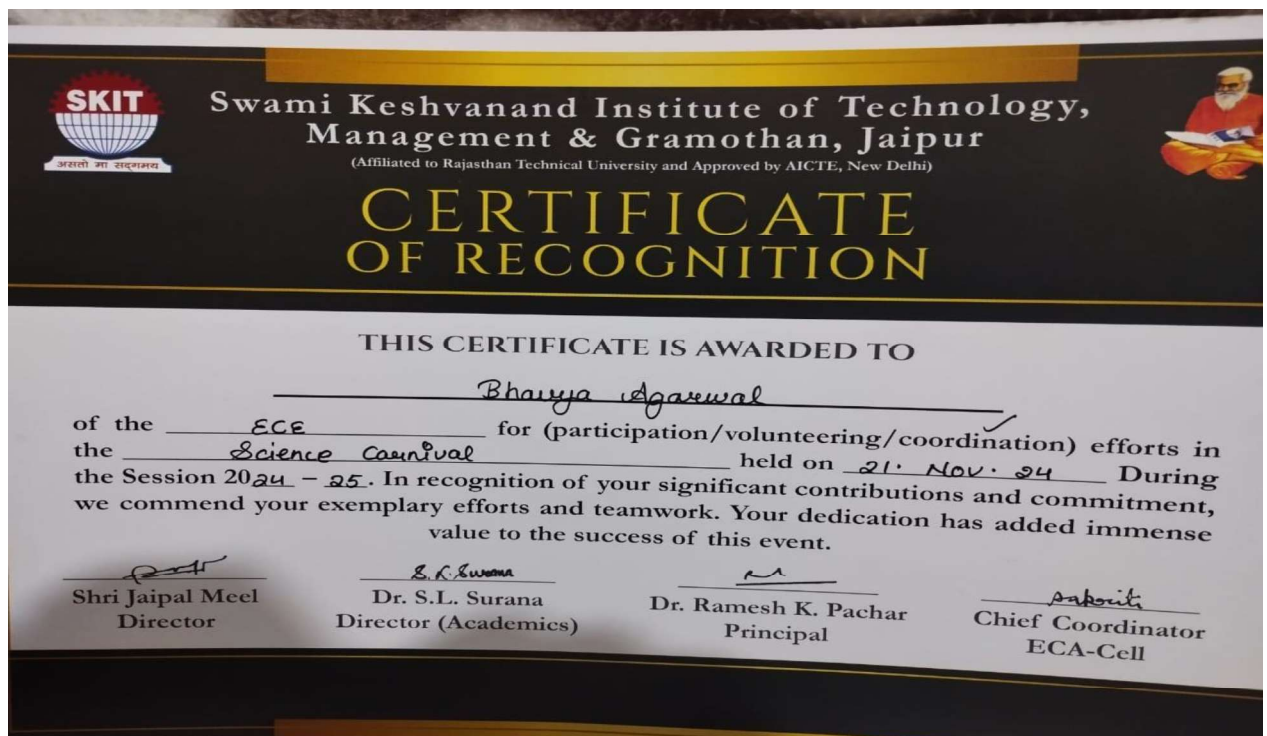 SKIT
असतो मा सद्गमय
Swami Keshvanand Institute of Technology,
Management & Gramothan, Jaipur
(Affiliated to Rajasthan Technical University and Approved by AICTE, New Delhi)
CERTIFICATE
OF RECOGNITION
THIS CERTIFICATE IS AWARDED TO
Bhavya Agarwal
of the ECE for (participation/volunteering/coordination) efforts in
the Science Carnival held on 21. Nov. 24 During
the Session 2024 - 25. In recognition of your significant contributions and commitment,
we commend your exemplary efforts and teamwork. Your dedication has added immense
value to the success of this event.
S.L. Surana
Shri Jaipal Meel Dr. S.L. Surana Dr. Ramesh K. Pachar Chief Coordinator
Director Director (Academics) Principal ECA-Cell